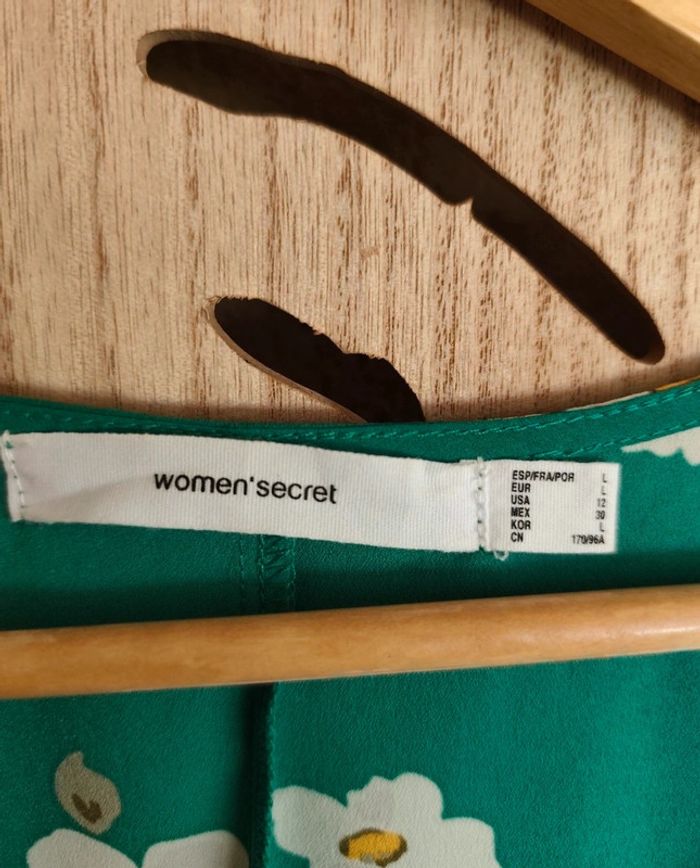 women'secret
ESP/FRA/POR L
EUR L
USA 12
MEX 30
KOR L
CN 170/96A